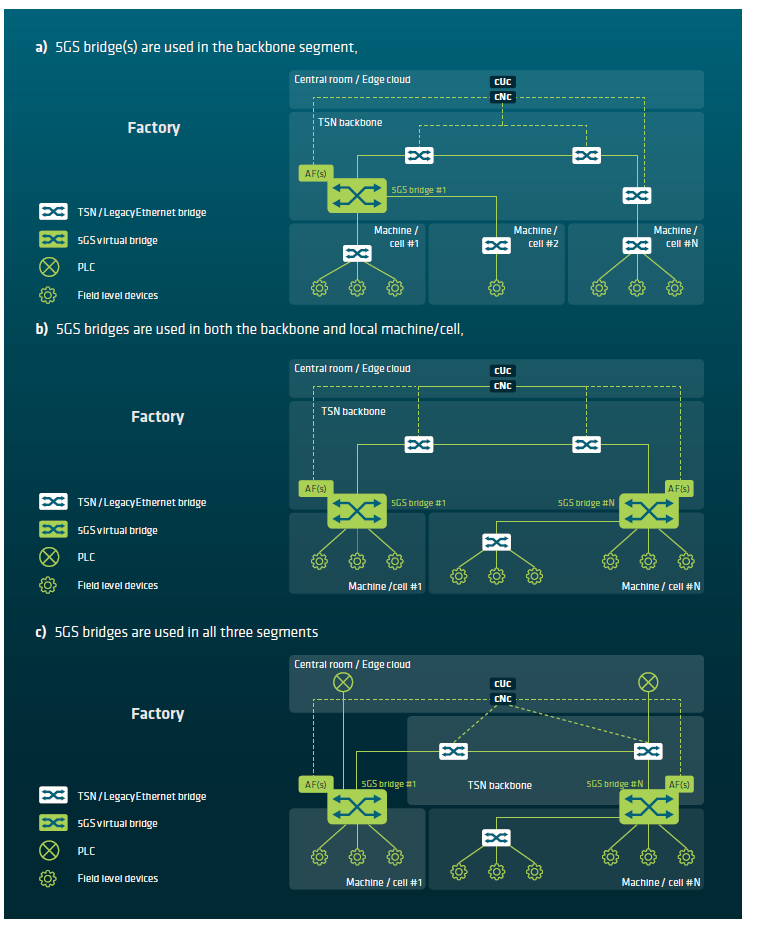 a) 5GS bridge(s) are used in the backbone segment,
Central room / Edge cloud
CUC
CNC
Factory
TSN backbone
AF(s)
5GS bridge #1
TSN / Legacy Ethernet bridge
5GS virtual bridge
PLC
Field level devices
Machine /
cell #1
Machine /
cell #2
Machine /
cell #N
b) 5GS bridges are used in both the backbone and local machine/cell,
Central room / Edge cloud
CUC
CNC
Factory
TSN backbone
AF(s)
5GS bridge #1
5GS bridge #N
AF(s)
TSN / Legacy Ethernet bridge
5GS virtual bridge
PLC
Field level devices
Machine /cell #1
Machine / cell #N
c) 5GS bridges are used in all three segments
Central room / Edge cloud
CUC
CNC
Factory
AF(s)
5GS bridge #1
TSN backbone
5GS bridge #N
AF(s)
TSN / Legacy Ethernet bridge
5GS virtual bridge
PLC
Field level devices
Machine / cell #1
Machine / cell #N